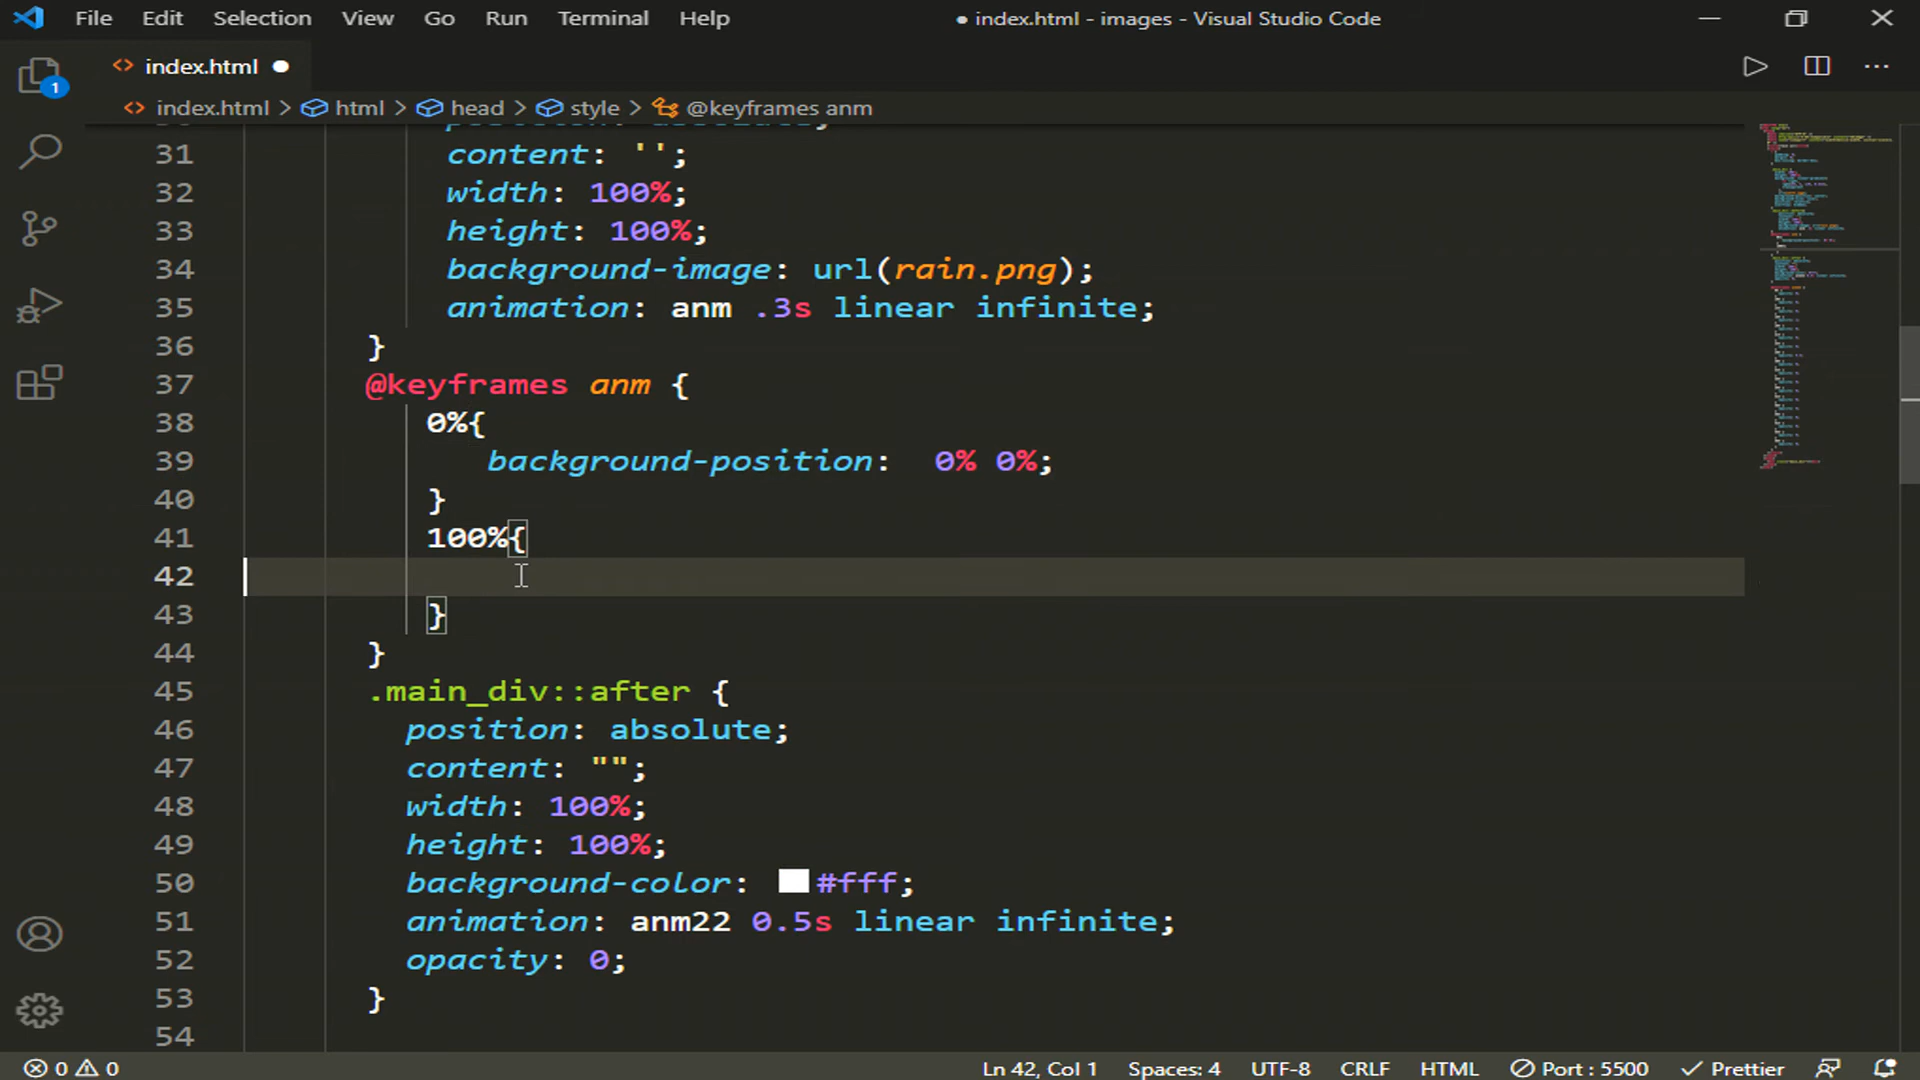 File Edit Selection View Go Run Terminal Help ● index.html - images - Visual Studio Code
index.html
index.html > html > head > style > @keyframes anm
1
31 content: '';
32 width: 100%;
33 height: 100%;
34 background-image: url(rain.png);
35 animation: anm .3s linear infinite;
36 }
37 @keyframes anm {
38 0%{
39 background-position: 0% 0%;
40 }
41 100%{
42
43 }
44 }
45 .main_div::after {
46 position: absolute;
47 content: "";
48 width: 100%;
49 height: 100%;
50 background-color: #fff;
51 animation: anm22 0.5s linear infinite;
52 opacity: 0;
53 }
54
0 0 Ln 42, Col 1 Spaces: 4 UTF-8 CRLF HTML Port : 5500 Prettier